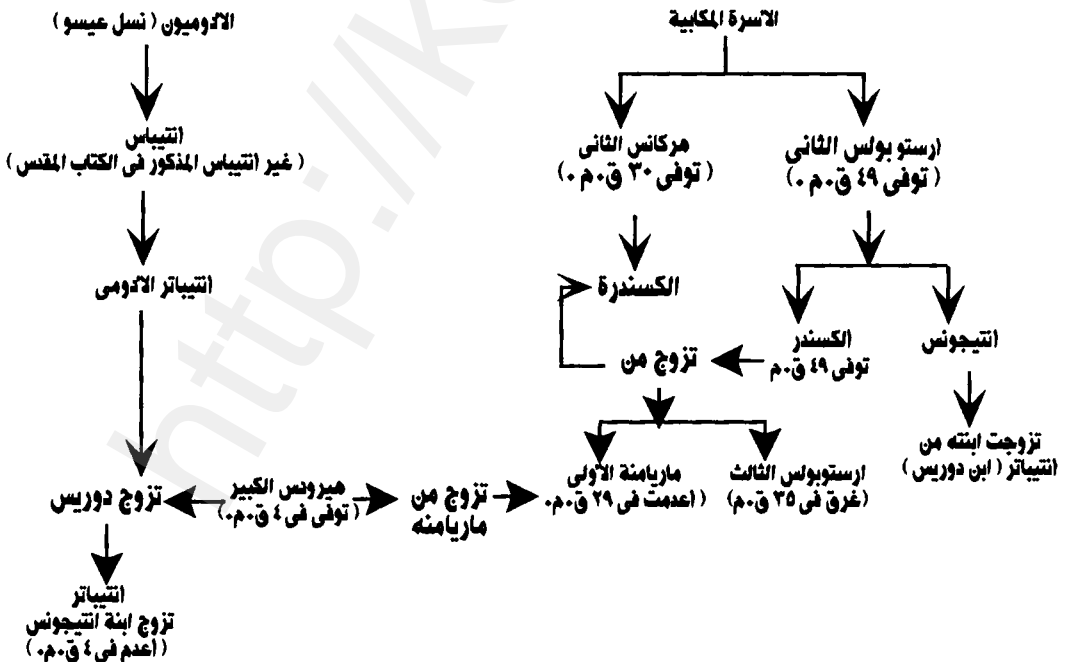 الاسرة المكابية
الادوميون ( نسل عيسو )
ارستوبولس الثانى
( توفى ٤٩ ق.م . )
هركانس الثانى
( توفى ٣٠ ق.م . )
انتيباس
( غير انتيباس المذكور فى الكتاب المقدس )
الكسندرة
انتيباتر الادومى
انتيجونس
الكسندر
توفى ٤٩ ق.م
تزوج من
تزوجت ابنته من
انتيباتر ( ابن دوريس )
ارستوبولس الثالث
(غرق فى ٣٥ ق.م)
ماريامنة الأولى
( اعدمت فى ٢٩ ق.م.
تزوج من
ماريامنه
هيرودس الكبير
( توفى فى ٤ ق.م.)
تزوج دوريس
انتيباتر
تزوج ابنة انتيجونس
( اعدم فى ٤ ق.م. )
http://k